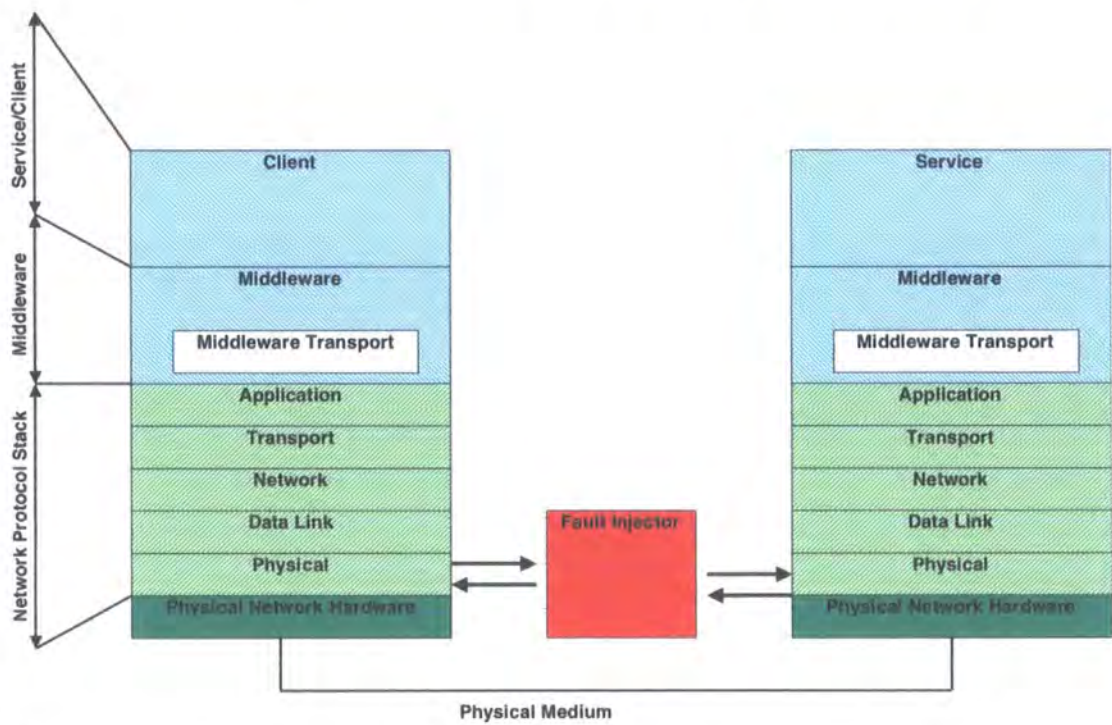 Service/Client
Middleware
Network Protocol Stack
Client
Middleware
Middleware Transport
Application
Transport
Network
Data Link
Physical
Physical Network Hardware
Fault Injector
Service
Middleware
Middleware Transport
Application
Transport
Network
Data Link
Physical
Physical Network Hardware
Physical Medium